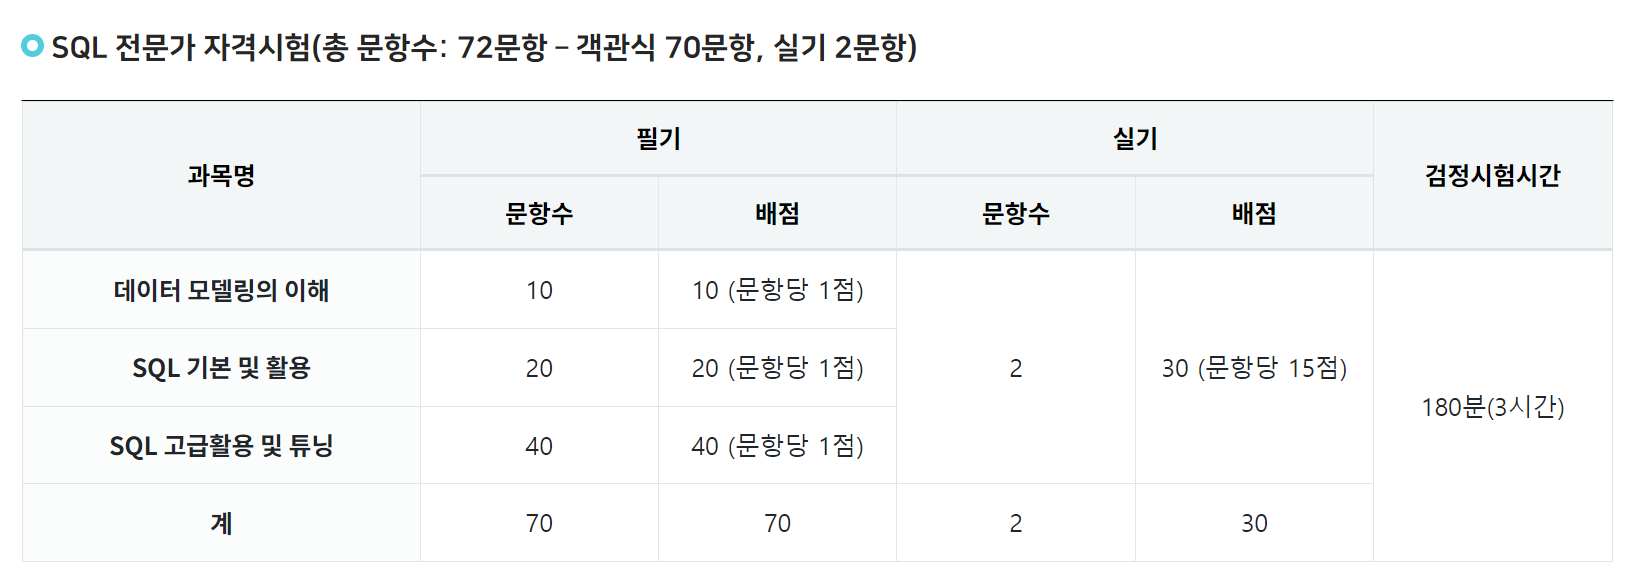 SQL 전문가 자격시험(총 문항수: 72문항 – 객관식 70문항, 실기 2문항)
과목명 필기 실기 검정시험시간
문항수 배점 문항수 배점
데이터 모델링의 이해 10 10 (문항당 1점)
SQL 기본 및 활용 20 20 (문항당 1점) 2 30 (문항당 15점)
180분(3시간)
SQL 고급활용 및 튜닝 40 40 (문항당 1점)
계 70 70 2 30